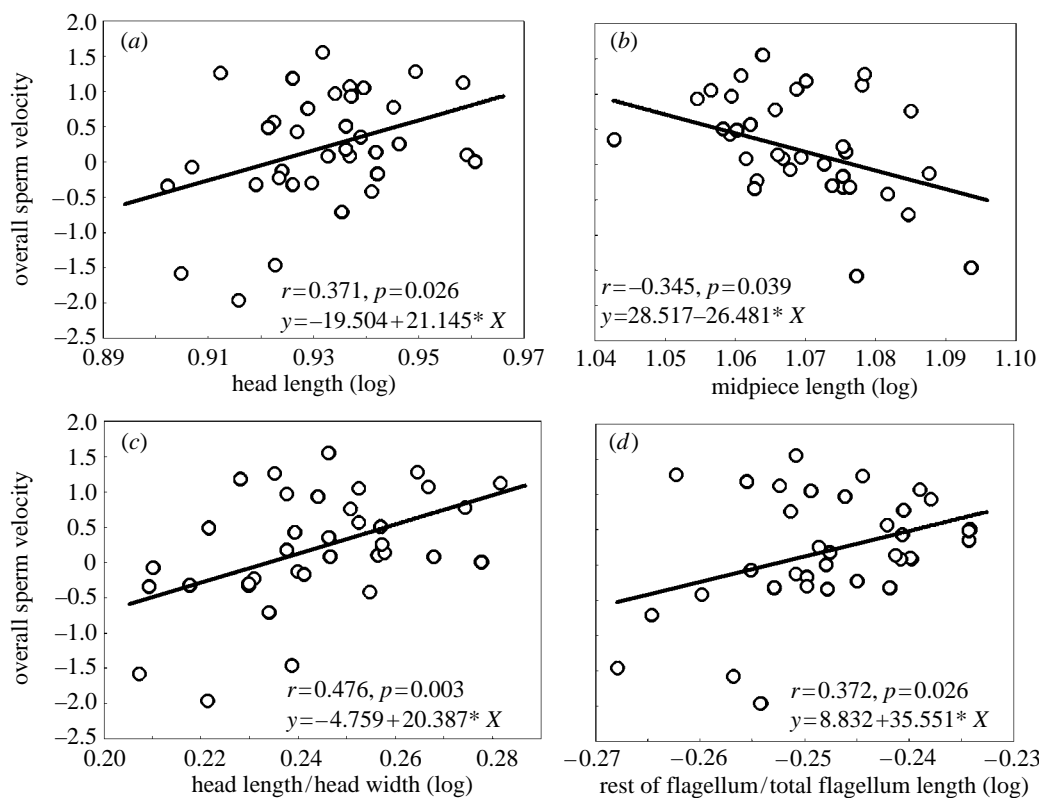 (a)
2.0
1.5
1.0
0.5
0
−0.5
−1.0
−1.5
−2.0
−2.5
overall sperm velocity
r=0.371, p=0.026
y=−19.504+21.145* X
0.89 0.91 0.93 0.95 0.97
head length (log)
(b)
r=−0.345, p=0.039
y=28.517−26.481* X
1.04 1.05 1.06 1.07 1.08 1.09 1.10
midpiece length (log)
(c)
2.0
1.5
1.0
0.5
0
−0.5
−1.0
−1.5
−2.0
−2.5
overall sperm velocity
r=0.476, p=0.003
y=−4.759+20.387* X
0.20 0.22 0.24 0.26 0.28
head length/head width (log)
(d)
r=0.372, p=0.026
y=8.832+35.551* X
−0.27 −0.26 −0.25 −0.24 −0.23
rest of flagellum/total flagellum length (log)